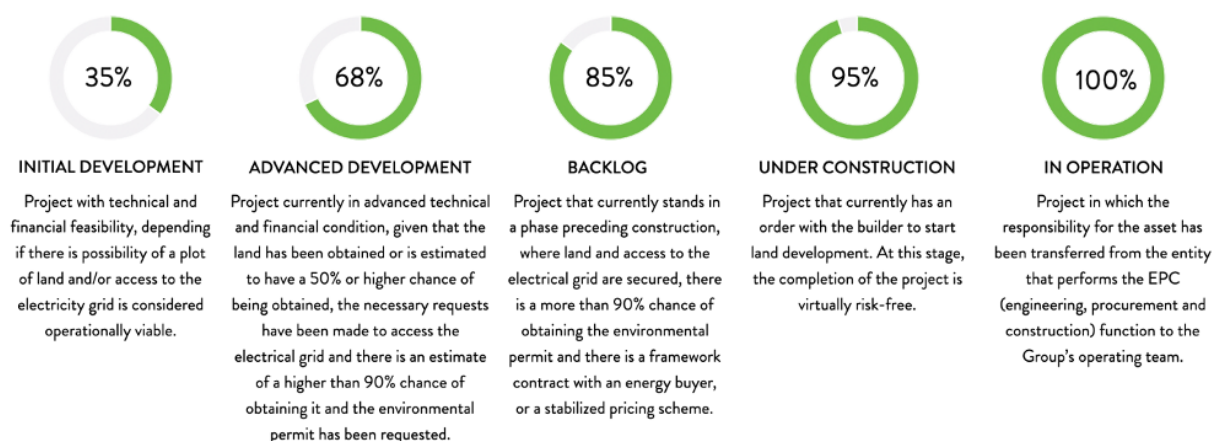 35%
68%
85%
95%
100%
INITIAL DEVELOPMENT
Project with technical and
financial feasibility, depending
if there is possibility of a plot
of land and/or access to the
electricity grid is considered
operationally viable.
ADVANCED DEVELOPMENT
Project currently in advanced technical
and financial condition, given that the
land has been obtained or is estimated
to have a 50% or higher chance of
being obtained, the necessary requests
have been made to access the
electrical grid and there is an estimate
of a higher than 90% chance of
obtaining it and the environmental
permit has been requested.
BACKLOG
Project that currently stands in
a phase preceding construction,
where land and access to the
electrical grid are secured, there
is a more than 90% chance of
obtaining the environmental
permit and there is a framework
contract with an energy buyer,
or a stabilized pricing scheme.
UNDER CONSTRUCTION
Project that currently has an
order with the builder to start
land development. At this stage,
the completion of the project is
virtually risk-free.
IN OPERATION
Project in which the
responsibility for the asset has
been transferred from the entity
that performs the EPC
(engineering, procurement and
construction) function to the
Group's operating team.